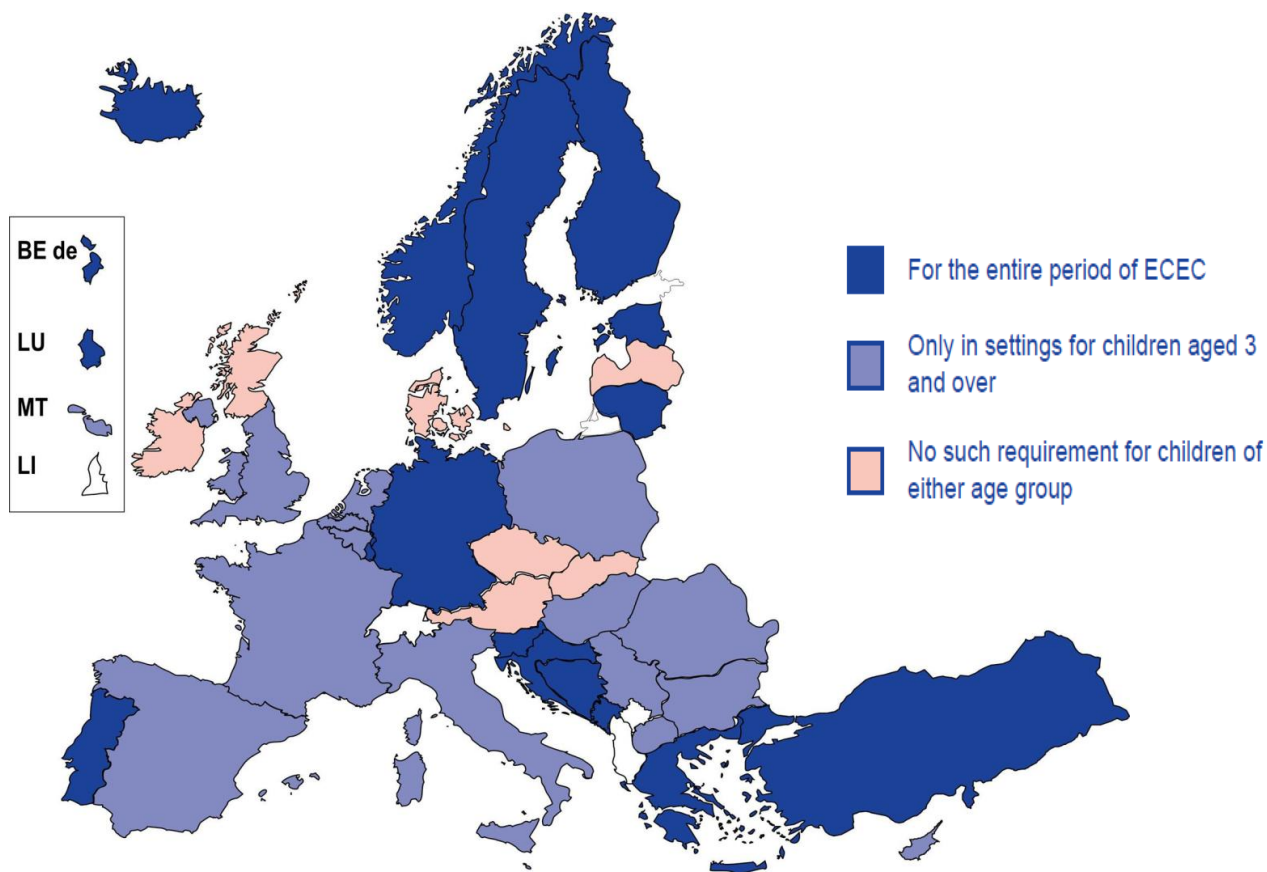 BE de
LU
MT
LI
For the entire period of ECEC
Only in settings for children aged 3
and over
No such requirement for children of
either age group